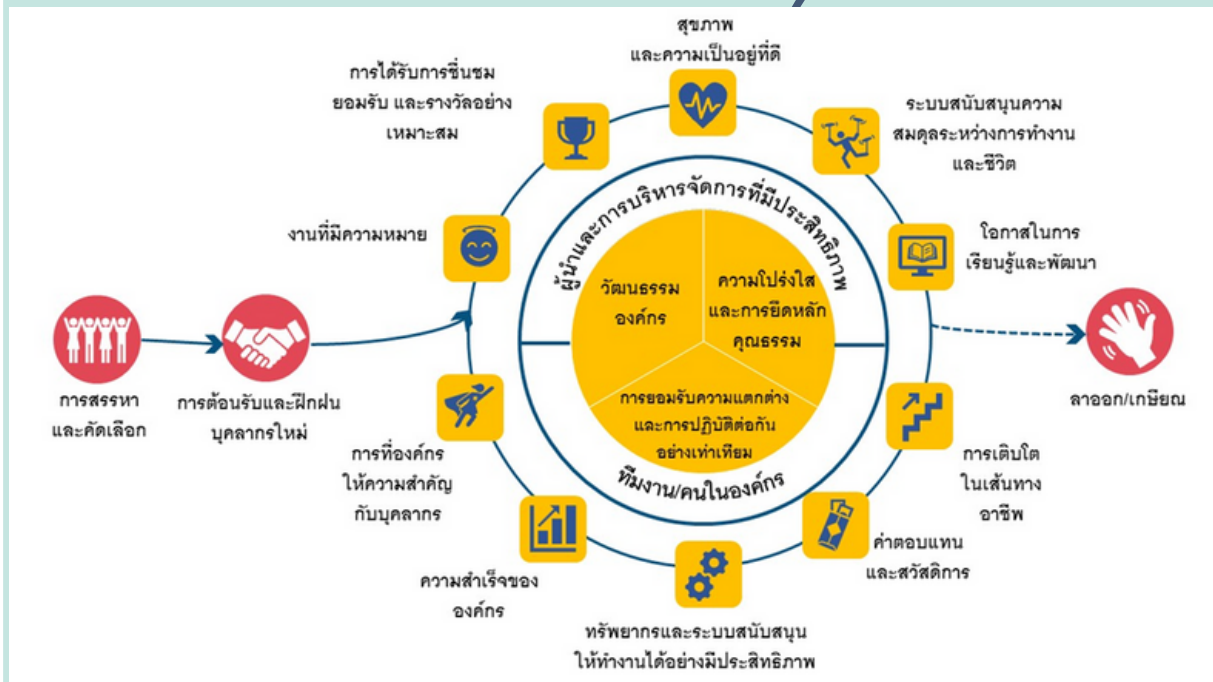 สุขภาพ
และความเป็นอยู่ที่ดี
การได้รับการชื่นชม
ยอมรับ และรางวัลอย่าง
เหมาะสม
ระบบสนับสนุนความ
สมดุลระหว่างการทำงาน
และชีวิต
งานที่มีความหมาย
โอกาสในการ
เรียนรู้และพัฒนา
ผู้นำและการบริหารจัดการที่มีประสิทธิภาพ
วัฒนธรรม
องค์กร
ความโปร่งใส
และการยึดหลัก
คุณธรรม
การยอมรับความแตกต่าง
และการปฏิบัติต่อกัน
อย่างเท่าเทียม
ทีมงาน/คนในองค์กร
การสรรหา
และคัดเลือก
การต้อนรับและฝึกฝน
บุคลากรใหม่
ลาออก/เกษียณ
การที่องค์กร
ให้ความสำคัญ
กับบุคลากร
การเติบโต
ในเส้นทาง
อาชีพ
ความสำเร็จของ
องค์กร
ค่าตอบแทน
และสวัสดิการ
ทรัพยากรและระบบสนับสนุน
ให้ทำงานได้อย่างมีประสิทธิภาพ